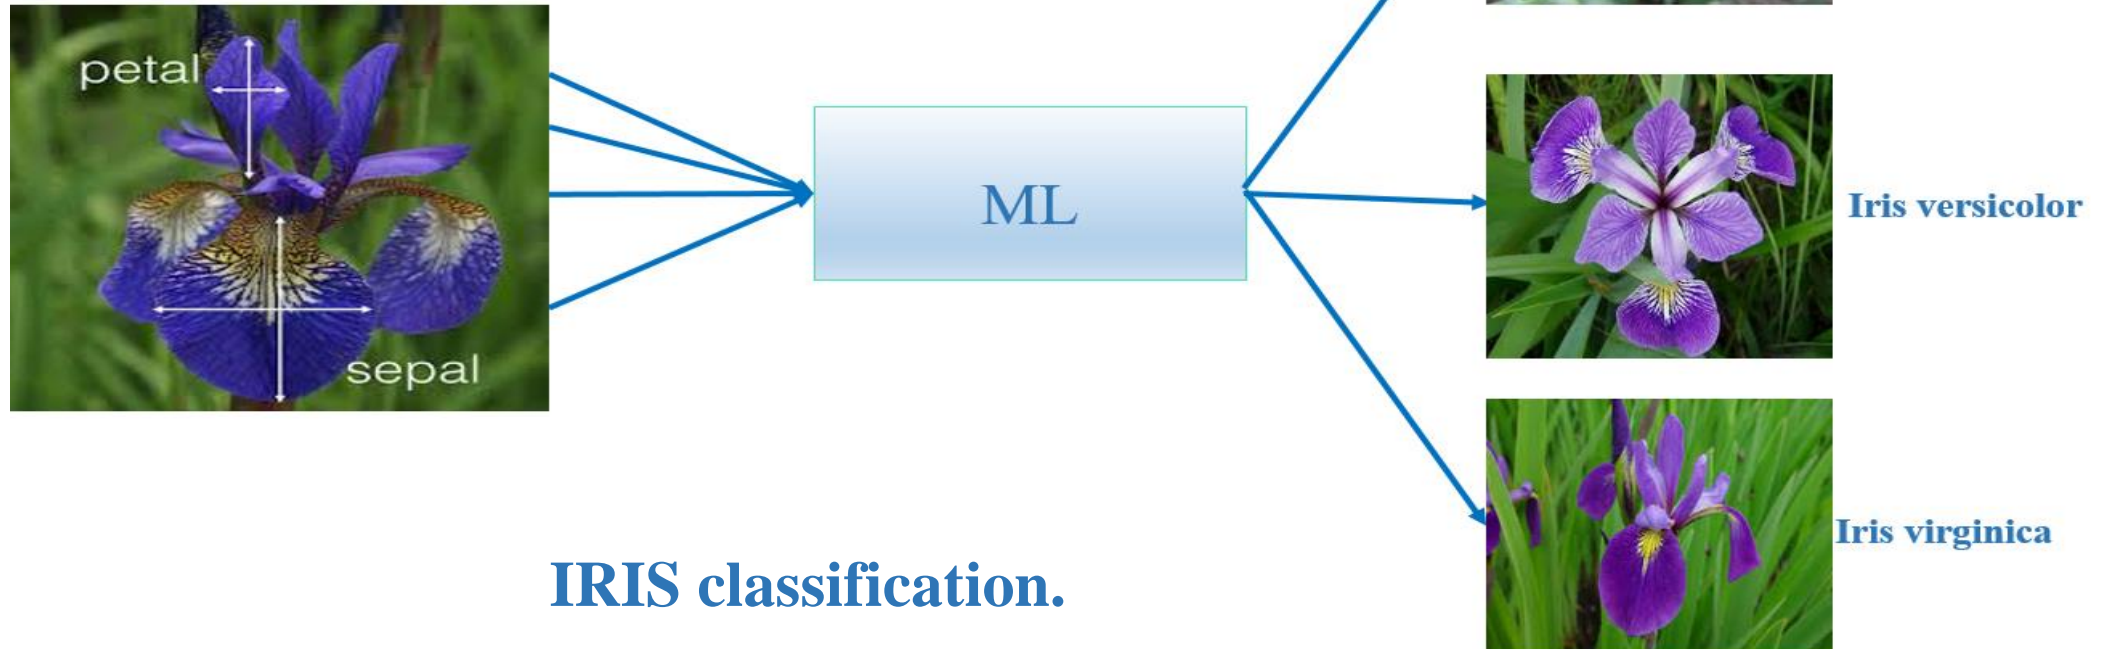 petal
sepal
ML
Iris versicolor
Iris virginica
IRIS classification.